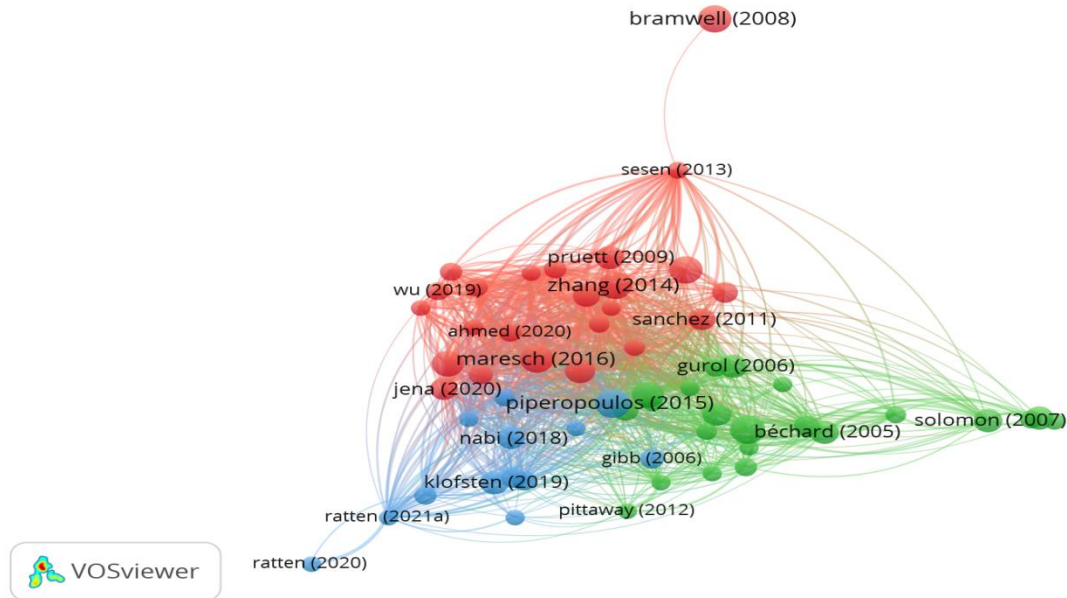 bramwell (2008)
sesen (2013)
pruett (2009)
wu (2019)
zhang (2014)
ahmed (2020)
sanchez (2011)
maresch (2016)
gurol (2006)
jena (2020)
piperopoulos (2015)
nabi (2018)
béchard (2005)
solomon (2007)
gibb (2006)
klofsten (2019)
ratten (2021a)
pittaway (2012)
ratten (2020)
VOSviewer